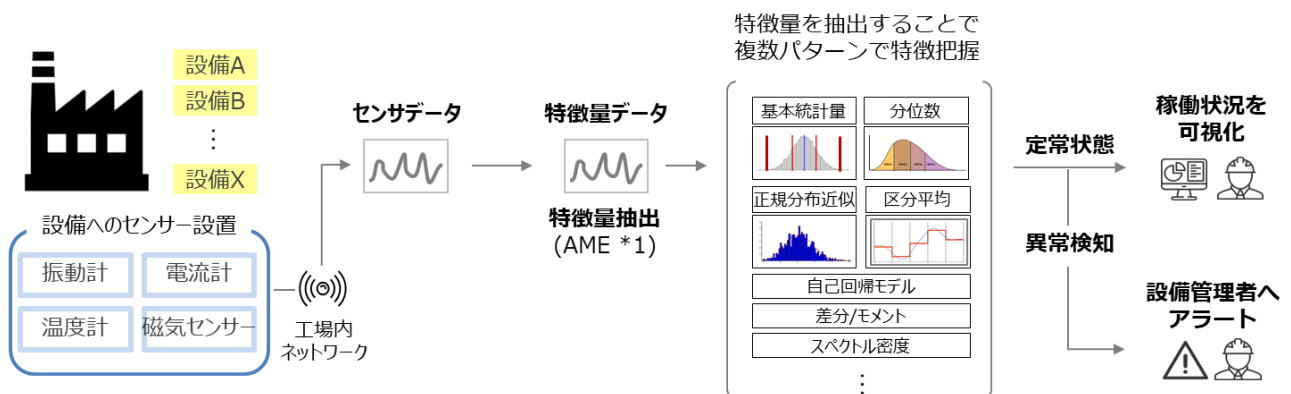 設備A
設備B
⋮
設備X
設備へのセンサー設置
振動計
電流計
温度計
磁気センサー
工場内
ネットワーク
センサデータ
特徴量データ
特徴量抽出
(AME *1)
特徴量を抽出することで
複数パターンで特徴把握
基本統計量
分位数
正規分布近似
区分平均
自己回帰モデル
差分/モメント
スペクトル密度
⋮
定常状態
異常検知
稼働状況を
可視化
設備管理者へ
アラート